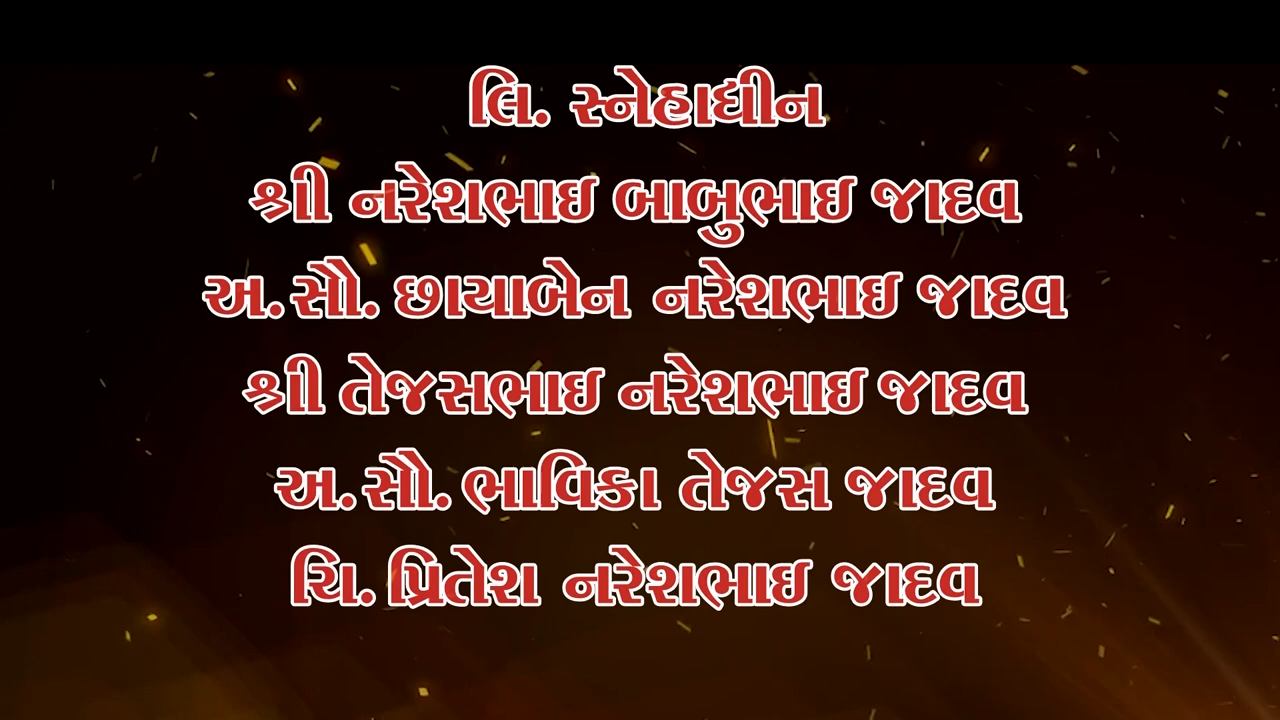 લિ. સ્નેહાધીન
શ્રી નરેશભાઇ બાબુભાઇ જાદવ
અ.સૌ. છાયાબેન નરેશભાઇ જાદવ
શ્રી તેજસભાઇ નરેશભાઇ જાદવ
અ.સૌ. ભાવિકા તેજસ જાદવ
ચિ. પ્રિતેશ નરેશભાઇ જાદવ